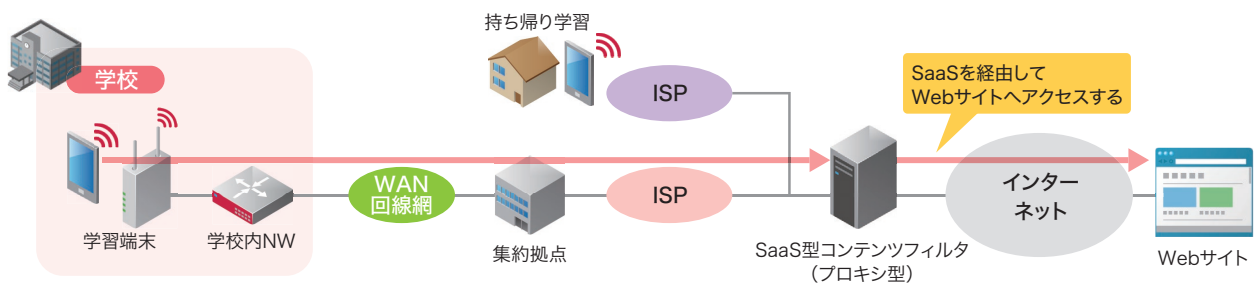 持ち帰り学習
学校
ISP
SaaSを経由して
Webサイトへアクセスする
WAN
回線網
ISP
インター
ネット
学習端末
学校内NW
集約拠点
SaaS型コンテンツフィルタ
（プロキシ型）
Webサイト